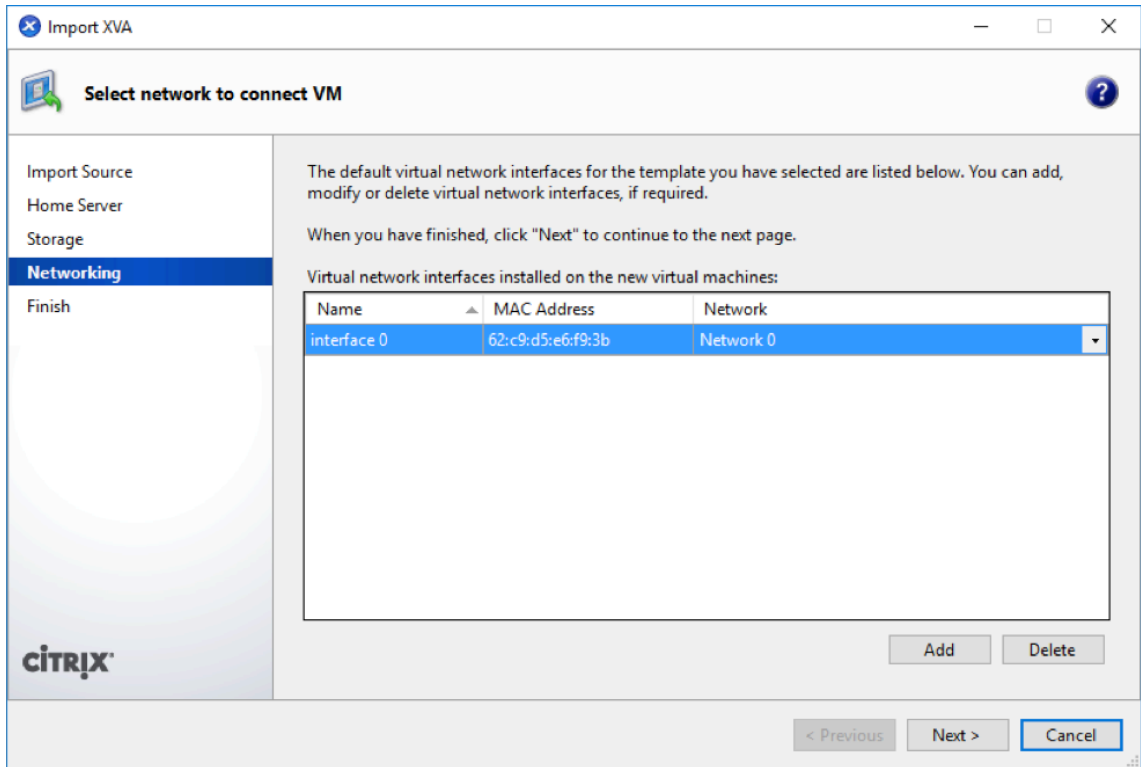 Import XVA
Select network to connect VM
?
Import Source
Home Server
Storage
Networking
Finish
The default virtual network interfaces for the template you have selected are listed below. You can add,
modify or delete virtual network interfaces, if required.
When you have finished, click "Next" to continue to the next page.
Virtual network interfaces installed on the new virtual machines:
Name MAC Address Network
interface 0 62:c9:d5:e6:f9:3b Network 0
Add Delete
CİTRIX
< Previous Next > Cancel